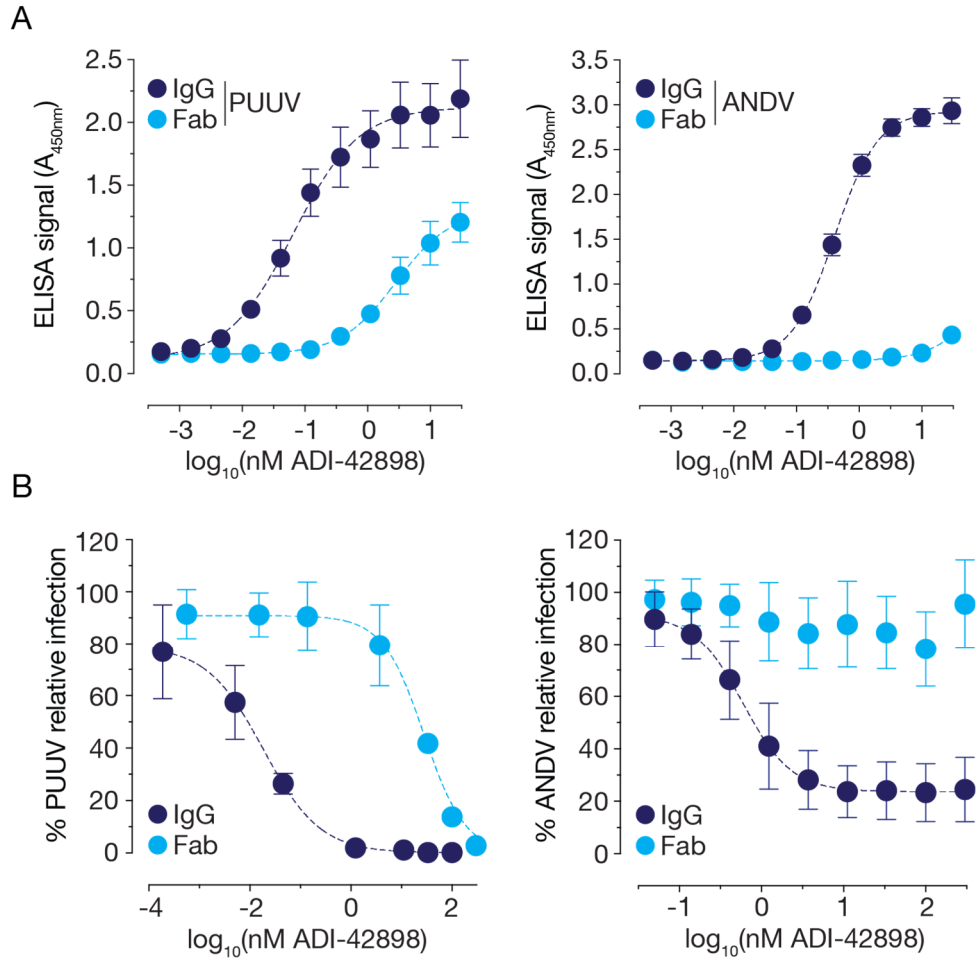 A
ELISA signal (A450nm)
2.5
2.0
1.5
1.0
0.5
0.0
IgG
Fab
PUUV
-3 -2 -1 0 1
log10(nM ADI-42898)
ELISA signal (A450nm)
3.5
3.0
2.5
2.0
1.5
1.0
0.5
0.0
IgG
Fab
ANDV
-3 -2 -1 0 1
log10(nM ADI-42898)
B
% PUUV relative infection
120
100
80
60
40
20
0
IgG
Fab
-4 -2 0 2
log10(nM ADI-42898)
% ANDV relative infection
120
100
80
60
40
20
0
IgG
Fab
-1 0 1 2
log10(nM ADI-42898)